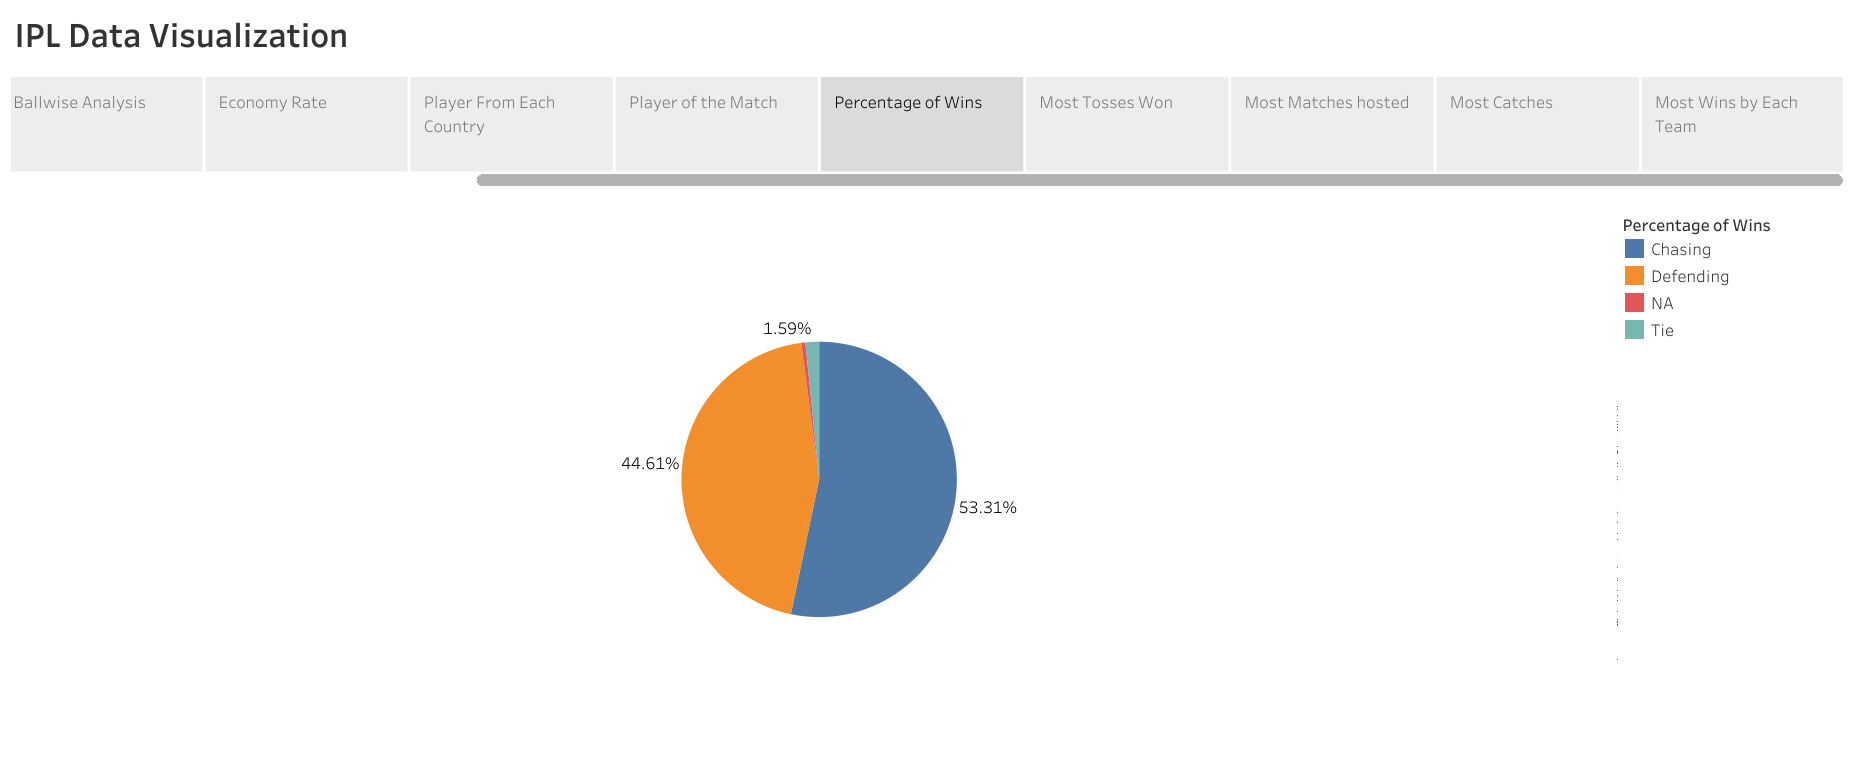 IPL Data Visualization
Ballwise Analysis
Economy Rate
Player From Each
Country
Player of the Match
Percentage of Wins
Most Tosses Won
Most Matches hosted
Most Catches
Most Wins by Each
Team
Percentage of Wins
Chasing
Defending
NA
Tie
1.59%
44.61%
53.31%